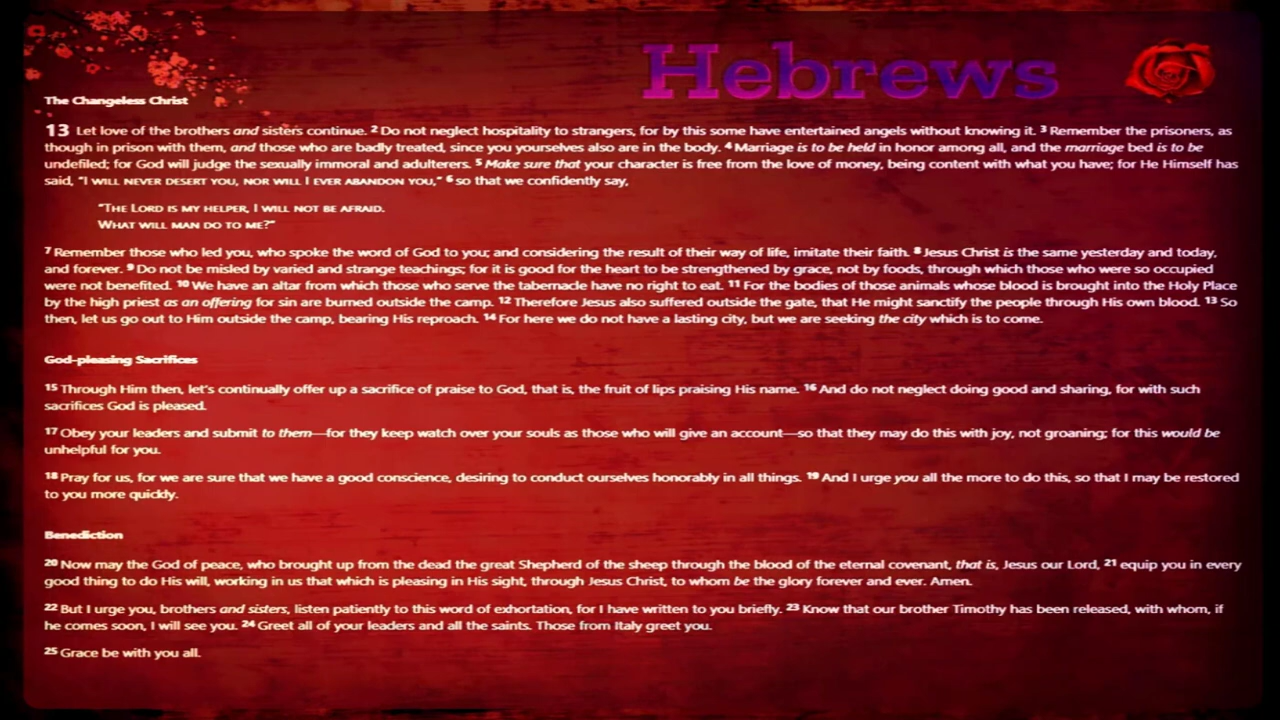 Hebrews
The Changeless Christ
13 Let love of the brothers and sisters continue. 2 Do not neglect hospitality to strangers, for by this some have entertained angels without knowing it. 3 Remember the prisoners, as
though in prison with them, and those who are badly treated, since you yourselves also are in the body. 4 Marriage is to be held in honor among all, and the marriage bed is to be
undefiled; for God will judge the sexually immoral and adulterers. 5 Make sure that your character is free from the love of money, being content with what you have; for He Himself has
said, “I WILL NEVER DESERT YOU, NOR WILL I EVER ABANDON YOU,” 6 so that we confidently say,
“THE LORD IS MY HELPER, I WILL NOT BE AFRAID.
WHAT WILL MAN DO TO ME?”
7 Remember those who led you, who spoke the word of God to you; and considering the result of their way of life, imitate their faith. 8 Jesus Christ is the same yesterday and today,
and forever. 9 Do not be misled by varied and strange teachings; for it is good for the heart to be strengthened by grace, not by foods, through which those who were so occupied
were not benefited. 10 We have an altar from which those who serve the tabernacle have no right to eat. 11 For the bodies of those animals whose blood is brought into the Holy Place
by the high priest as an offering for sin are burned outside the camp. 12 Therefore Jesus also suffered outside the gate, that He might sanctify the people through His own blood. 13 So
then, let us go out to Him outside the camp, bearing His reproach. 14 For here we do not have a lasting city, but we are seeking the city which is to come.
God-pleasing Sacrifices
15 Through Him then, let’s continually offer up a sacrifice of praise to God, that is, the fruit of lips praising His name. 16 And do not neglect doing good and sharing, for with such
sacrifices God is pleased.
17 Obey your leaders and submit to them—for they keep watch over your souls as those who will give an account—so that they may do this with joy, not groaning; for this would be
unhelpful for you.
18 Pray for us, for we are sure that we have a good conscience, desiring to conduct ourselves honorably in all things. 19 And I urge you all the more to do this, so that I may be restored
to you more quickly.
Benediction
20 Now may the God of peace, who brought up from the dead the great Shepherd of the sheep through the blood of the eternal covenant, that is, Jesus our Lord, 21 equip you in every
good thing to do His will, working in us that which is pleasing in His sight, through Jesus Christ, to whom be the glory forever and ever. Amen.
22 But I urge you, brothers and sisters, listen patiently to this word of exhortation, for I have written to you briefly. 23 Know that our brother Timothy has been released, with whom, if
he comes soon, I will see you. 24 Greet all of your leaders and all the saints. Those from Italy greet you.
25 Grace be with you all.